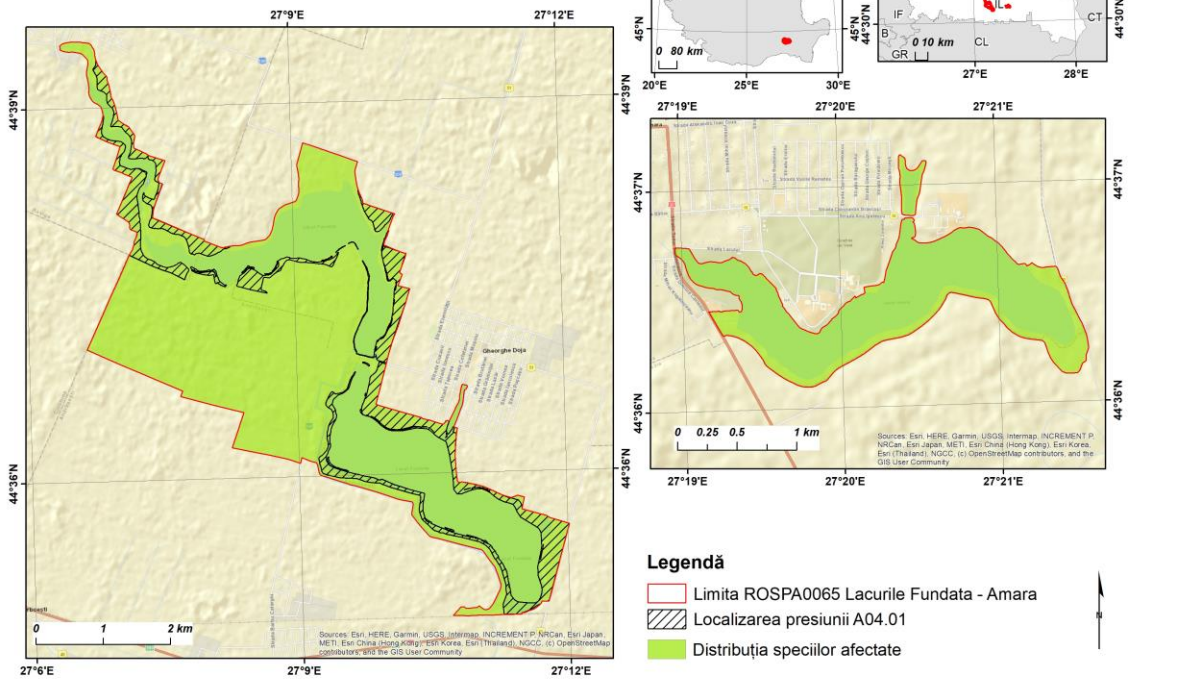 27°9'E
27°12'E
44°39'N
44°39'N
Gheorghe Doja
44°36'N
44°36'N
0 1 2 km
Sources: Esri, HERE, Garmin, USGS, Intermap, INCREMENT P, NRCan, Esri Japan,
METI, Esri China (Hong Kong), Esri Korea, Esri (Thailand), NGCC, (c) OpenStreetMap
contributors, and the GIS User Community
27°6'E
27°9'E
27°12'E
45°N
45°N
0 80 km
20°E
25°E
30°E
44°30'N
44°30'N
IF
IL
CT
B
0 10 km
GR
CL
27°E
28°E
27°19'E
27°20'E
27°21'E
44°37'N
44°37'N
Strada Lacului
44°36'N
44°36'N
0 0.25 0.5 1 km
Sources: Esri, HERE, Garmin, USGS, Intermap, INCREMENT P,
NRCan, Esri Japan, METI, Esri China (Hong Kong), Esri Korea,
Esri (Thailand), NGCC, (c) OpenStreetMap contributors, and the
GIS User Community
27°19'E
27°20'E
27°21'E
Legendă
Limita ROSPA0065 Lacurile Fundata - Amara
Localizarea presiunii A04.01
Distribuția speciilor afectate
N